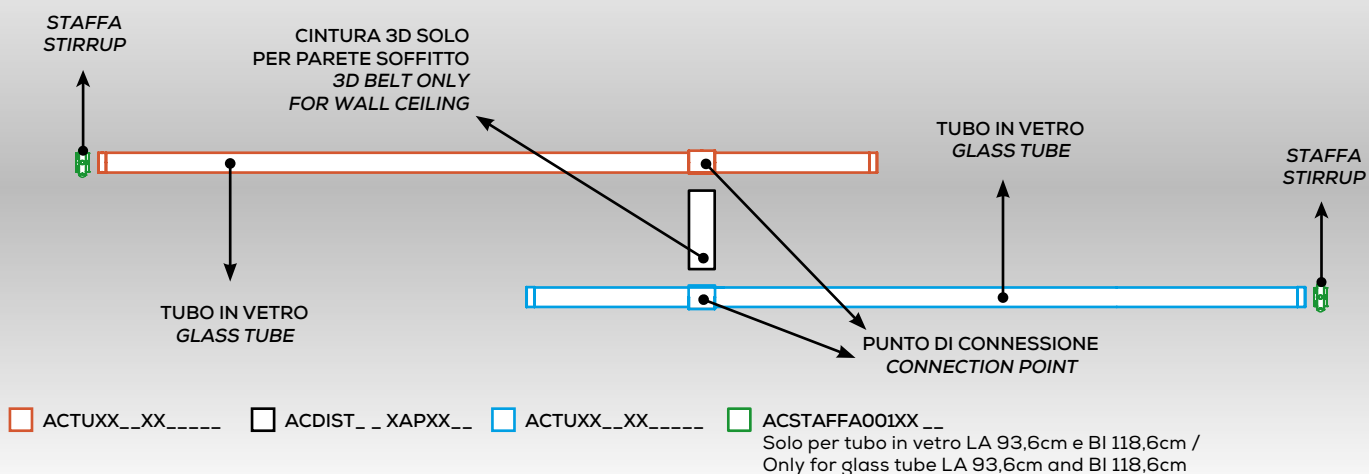 STAFFA
STIRRUP
CINTURA 3D SOLO
PER PARETE SOFFITTO
3D BELT ONLY
FOR WALL CEILING
TUBO IN VETRO
GLASS TUBE
STAFFA
STIRRUP
TUBO IN VETRO
GLASS TUBE
PUNTO DI CONNESSIONE
CONNECTION POINT
ACTUXX__XX_____
ACDIST_ _ XAPXX__
ACTUXX__XX_____
ACSTAFFA001XX __
Solo per tubo in vetro LA 93,6cm e BI 118,6cm /
Only for glass tube LA 93,6cm and BI 118,6cm